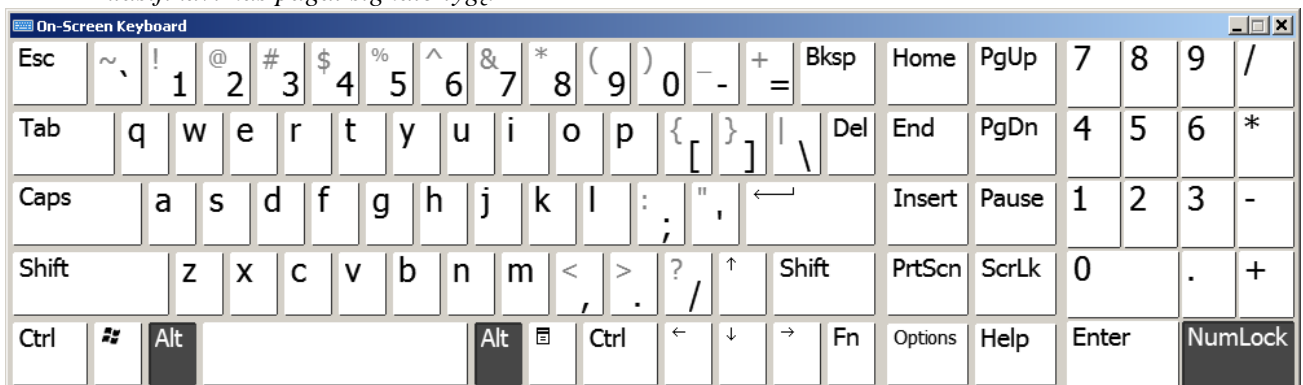 On-Screen Keyboard
Esc ~ ` ! 1 @ 2 # 3 $ 4 % 5 ^ 6 & 7 * 8 ( 9 ) 0 _ - + = Bksp Home PgUp 7 8 9 /
Tab q w e r t y u i o p { [ } ] | \ Del End PgDn 4 5 6 *
Caps a s d f g h j k l : ; " ' Insert Pause 1 2 3 -
Shift z x c v b n m < , > . ? / ↑ Shift PrtScn ScrLk 0 . +
Ctrl Alt Alt Ctrl ← ↓ → Fn Options Help Enter NumLock